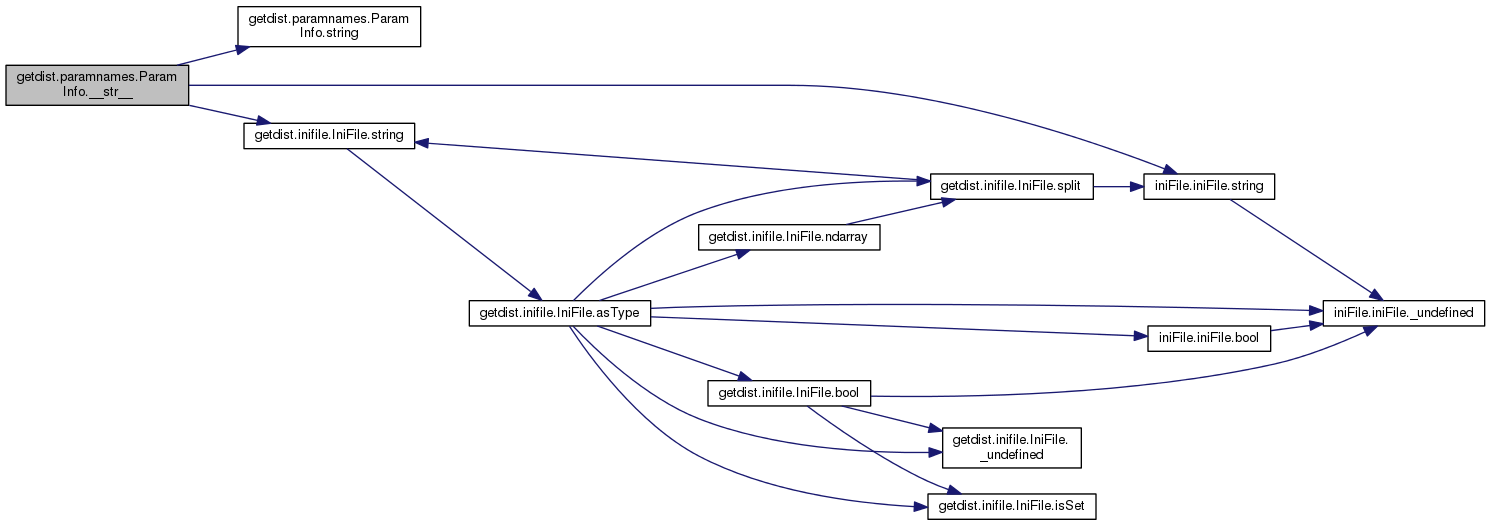 getdist.paramnames.Param
Info.string
getdist.paramnames.Param
Info.__str__
getdist.inifile.IniFile.string
getdist.inifile.IniFile.split
iniFile.iniFile.string
getdist.inifile.IniFile.ndarray
getdist.inifile.IniFile.asType
iniFile.iniFile._undefined
iniFile.iniFile.bool
getdist.inifile.IniFile.bool
getdist.inifile.IniFile.
_undefined
getdist.inifile.IniFile.isSet